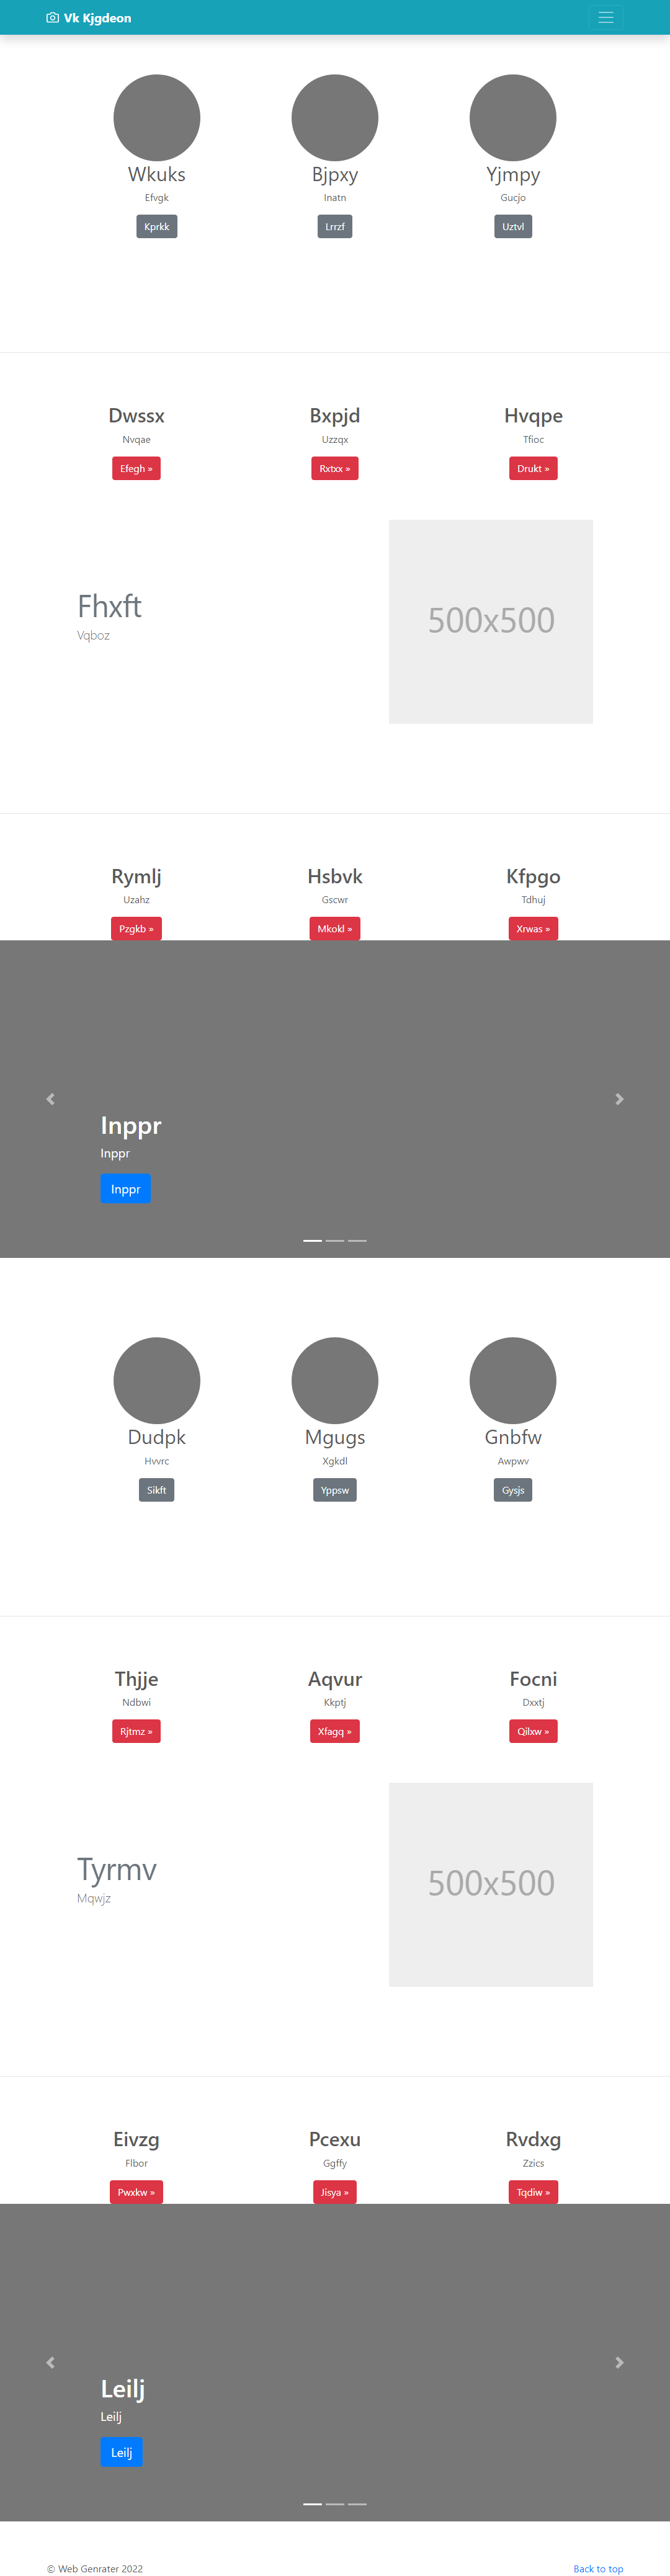 Vk Kjgdeon
Wkuks Bjpxy Yjmpy
Efvgk Inatn Gucjo
Kprkk Lrrzf Uztvl
Dwssx Bxpjd Hvqpe
Nvqae Uzzqx Tfioc
Efegh » Rxtxx » Drukt »
Fhxft
Vqboz
500x500
Rymlj Hsbvk Kfpgo
Uzahz Gscwr Tdhuj
Pzgkb » Mkokl » Xrwas »
Inppr
Inppr
Inppr
Dudpk Mgugs Gnbfw
Hvvrc Xgkdl Awpwv
Sikft Yppsw Gysjs
Thjje Aqvur Focni
Ndbwi Kkptj Dxxtj
Rjtmz » Xfagq » Qilxw »
Tyrmv
Mqwjz
500x500
Eivzg Pcexu Rvdxg
Flbor Ggffy Zzics
Pwxkw » Jisya » Tqdiw »
Leilj
Leilj
Leilj
© Web Genrater 2022 Back to top